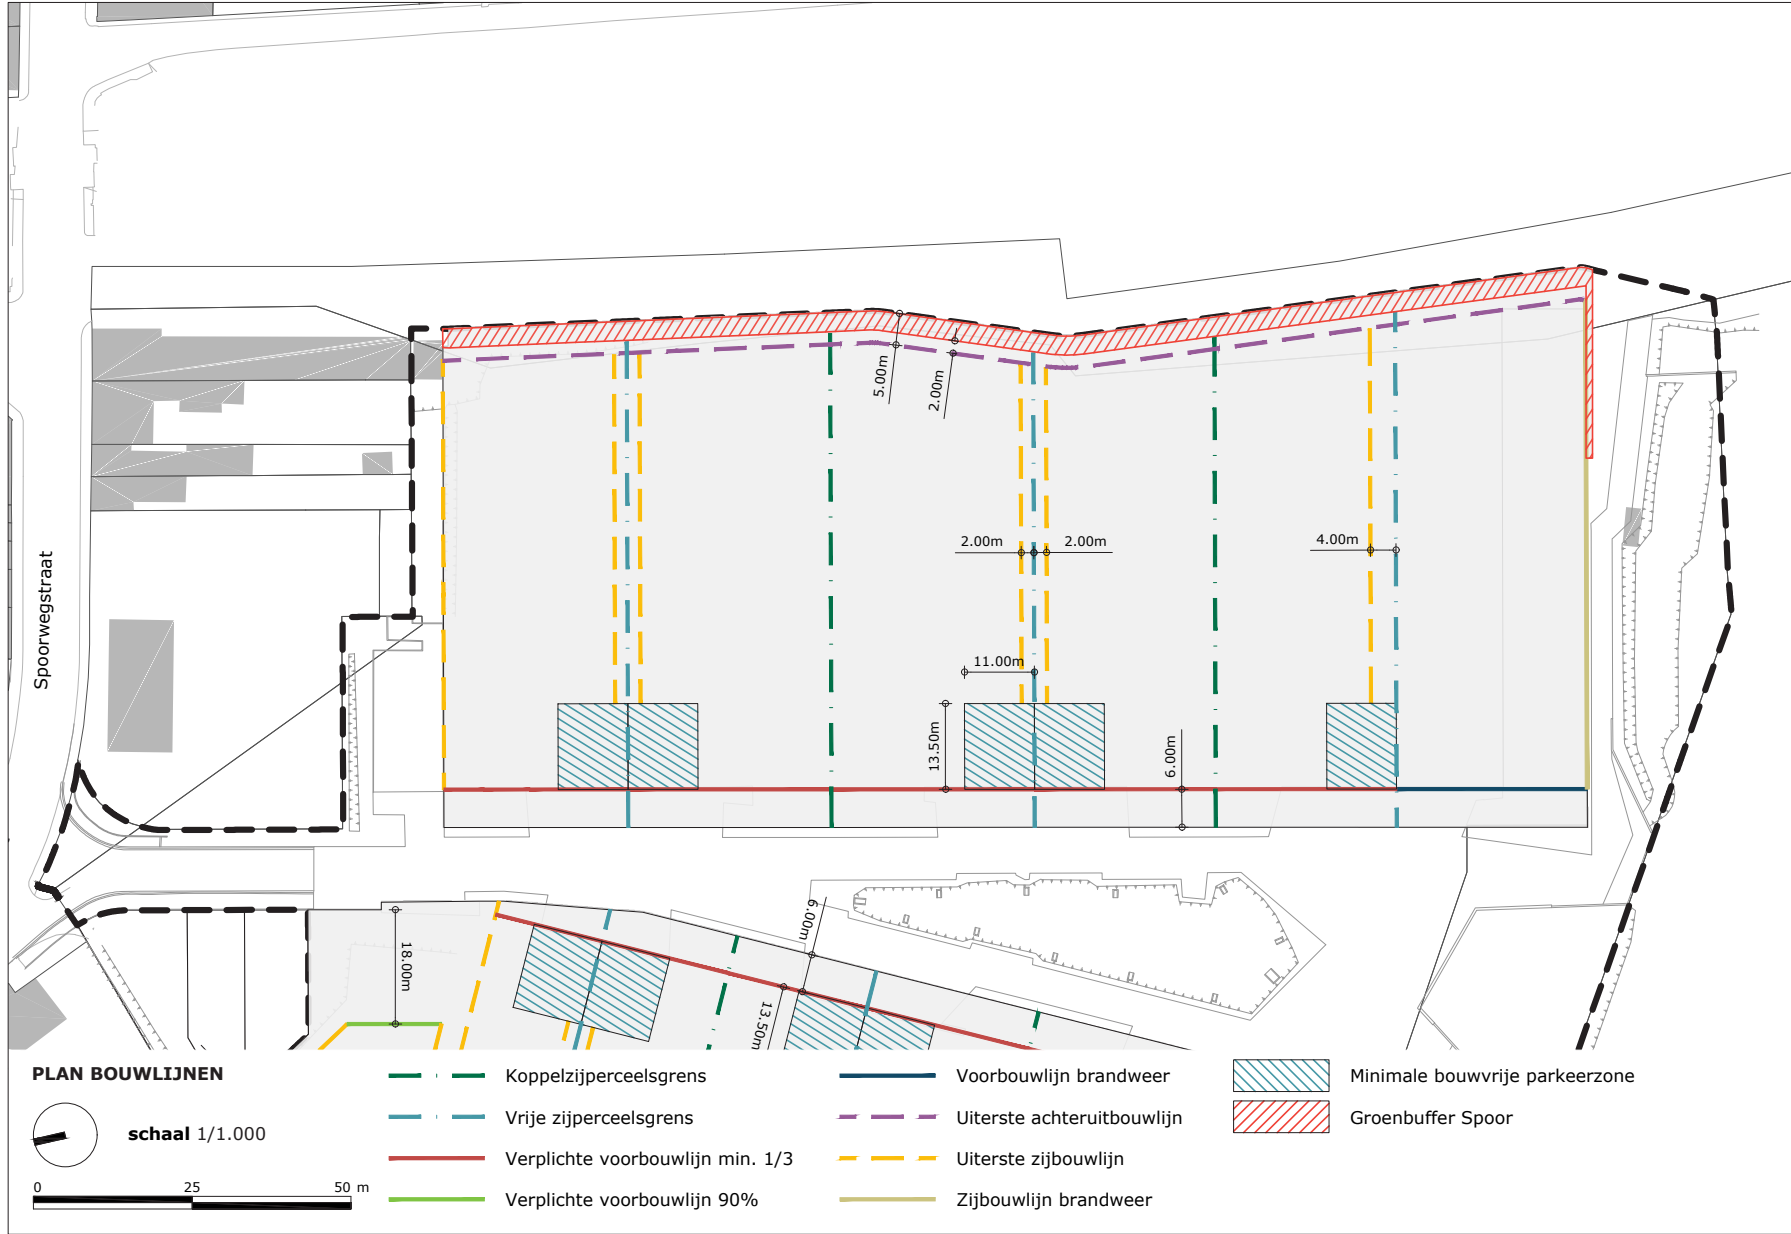 5.00m
2.00m
2.00m
2.00m
4.00m
Spoorwegstraat
11.00m
13.50m
6.00m
6.00m
18.00m
13.50m
PLAN BOUWLIJNEN
schaal 1/1.000
0 25 50 m
Koppelzijperceelsgrens
Vrije zijperceelsgrens
Verplichte voorbouwlijn min. 1/3
Verplichte voorbouwlijn 90%
Voorbouwlijn brandweer
Uiterste achteruitbouwlijn
Uiterste zijbouwlijn
Zijbouwlijn brandweer
Minimale bouwvrije parkeerzone
Groenbuffer Spoor